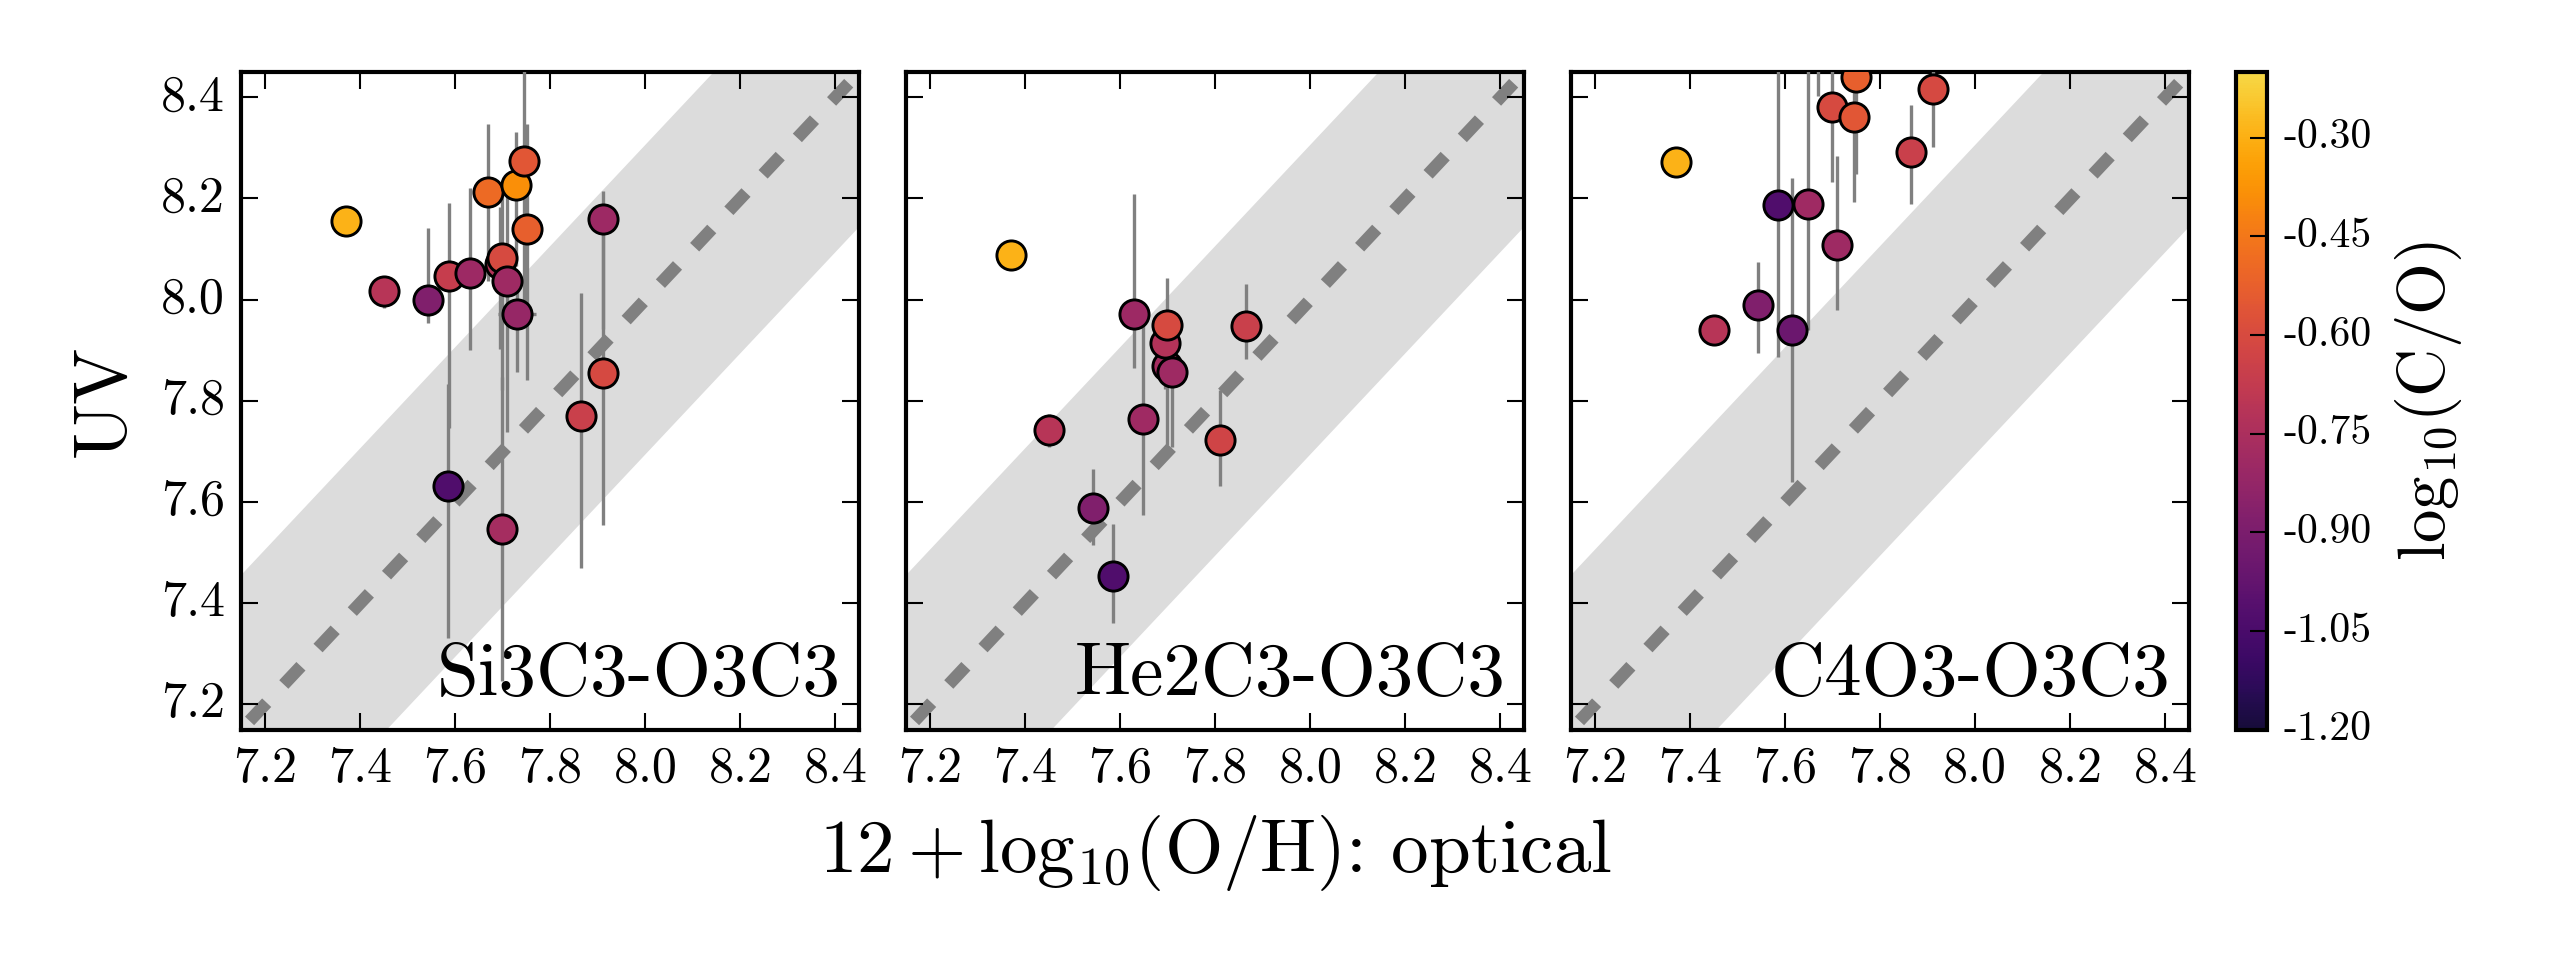 UV
8.4
8.2
8.0
7.8
7.6
7.4
7.2
Si3C3-O3C3
7.2 7.4 7.6 7.8 8.0 8.2 8.4
He2C3-O3C3
7.2 7.4 7.6 7.8 8.0 8.2 8.4
C4O3-O3C3
7.2 7.4 7.6 7.8 8.0 8.2 8.4
12 + log₁₀(O/H): optical
-0.30
-0.45
-0.60
-0.75
-0.90
-1.05
-1.20
log₁₀(C/O)